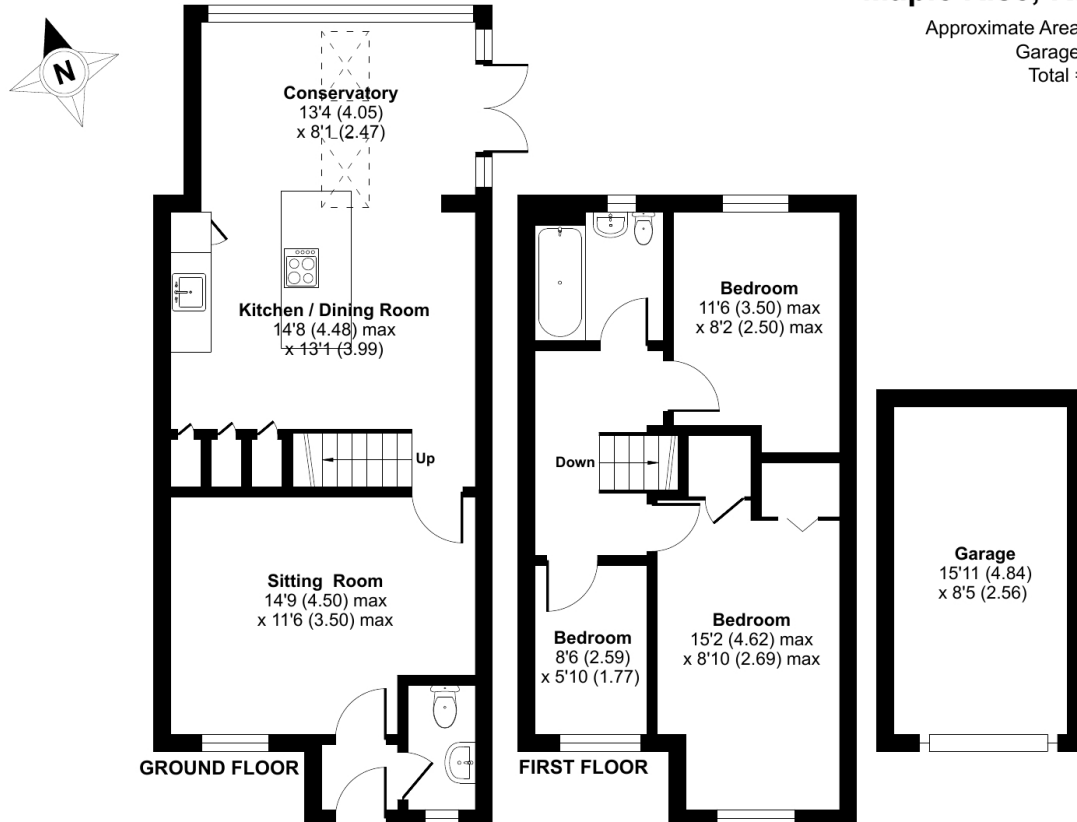 Approximate Area
Garage
Total
N
Conservatory
13'4 (4.05)
x 8'1 (2.47)
Kitchen / Dining Room
14'8 (4.48) max
x 13'1 (3.99)
Up
Sitting Room
14'9 (4.50) max
x 11'6 (3.50) max
GROUND FLOOR
Bedroom
11'6 (3.50) max
x 8'2 (2.50) max
Down
Bedroom
8'6 (2.59)
x 5'10 (1.77)
Bedroom
15'2 (4.62) max
x 8'10 (2.69) max
FIRST FLOOR
Garage
15'11 (4.84)
x 8'5 (2.56)